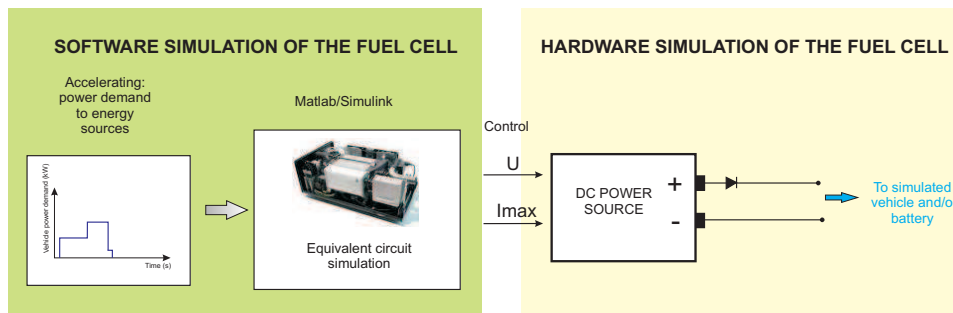 SOFTWARE SIMULATION OF THE FUEL CELL
Accelerating:
power demand
to energy
sources
Vehicle power demand (kW)
Time (s)
Matlab/Simulink
Equivalent circuit
simulation
Control
U
Imax
HARDWARE SIMULATION OF THE FUEL CELL
DC POWER
SOURCE
+
-
To simulated
vehicle and/o
battery